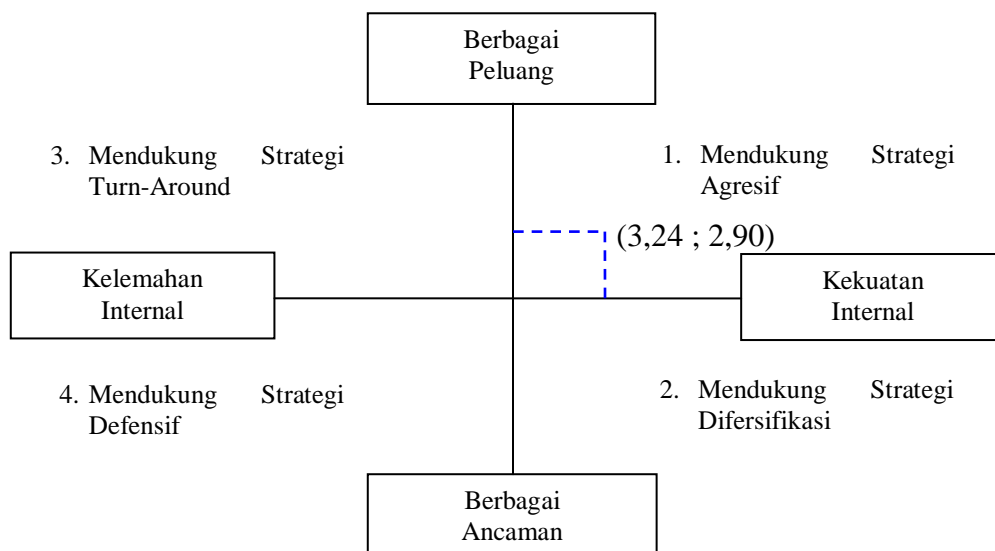 Berbagai
Peluang
3. Mendukung Strategi
Turn-Around
1. Mendukung Strategi
Agresif
(3,24 ; 2,90)
Kelemahan
Internal
Kekuatan
Internal
4. Mendukung Strategi
Defensif
2. Mendukung Strategi
Difersifikasi
Berbagai
Ancaman